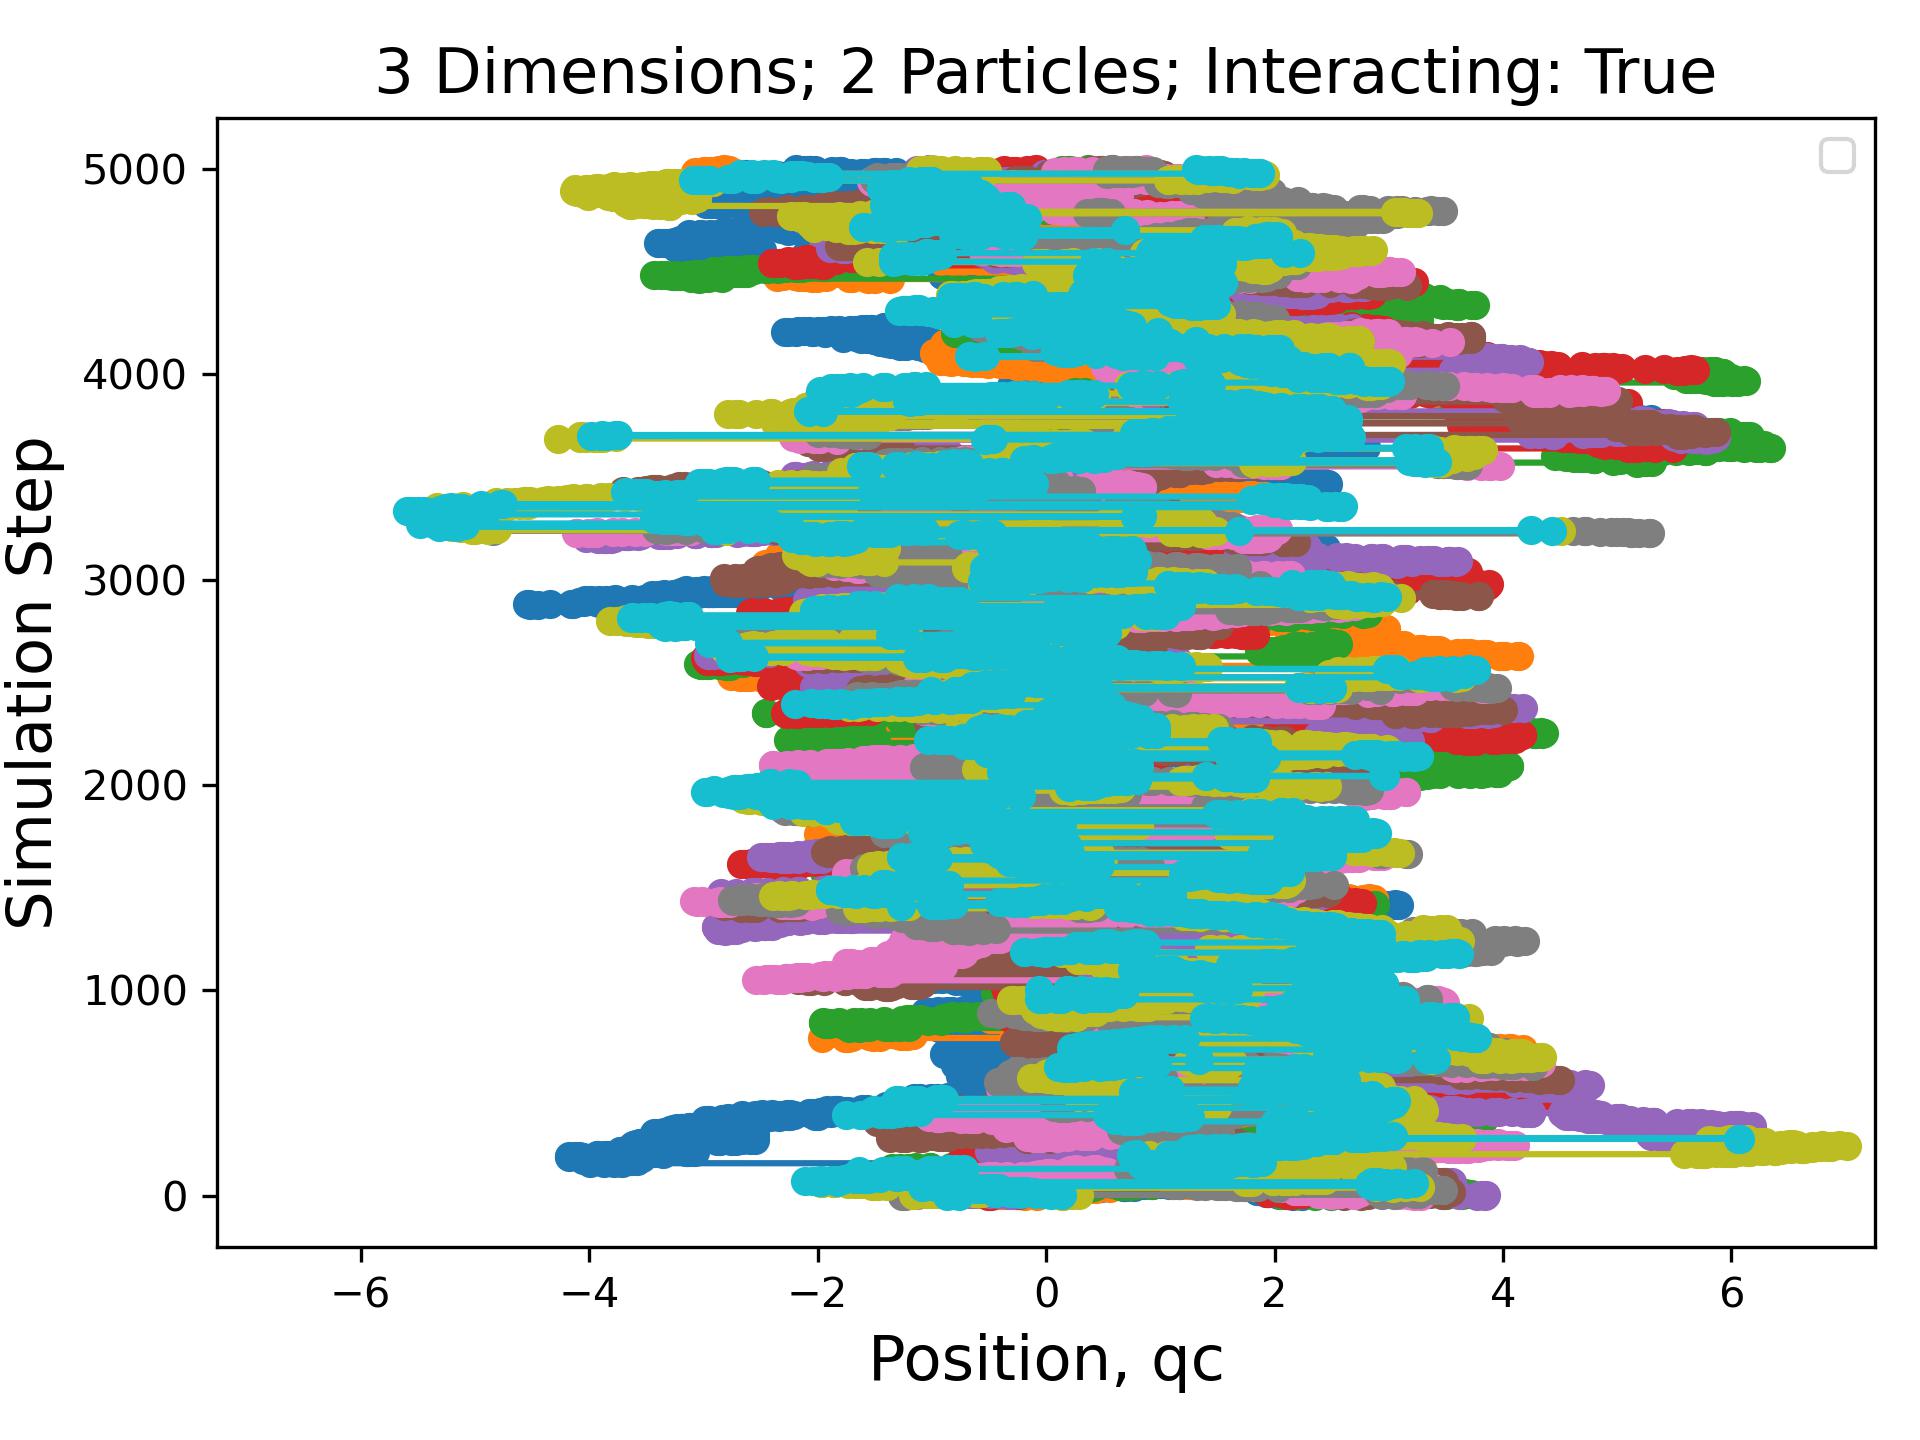 3 Dimensions; 2 Particles; Interacting: True
Simulation Step
5000
4000
3000
2000
1000
0
−6 −4 −2 0 2 4 6
Position, qc